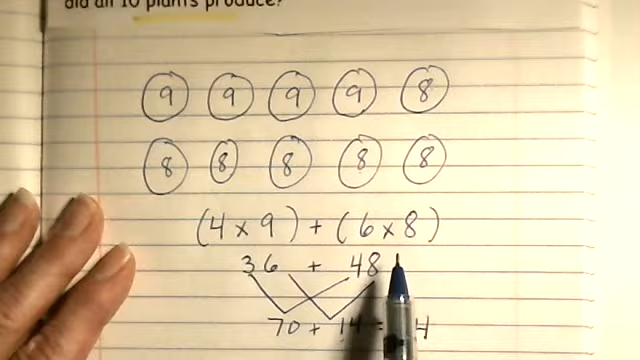 did all 10 plants produce?
9 9 9 9 8
8 8 8 8 8
(4 x 9) + (6 x 8)
36 + 48
70 + 14 = 4